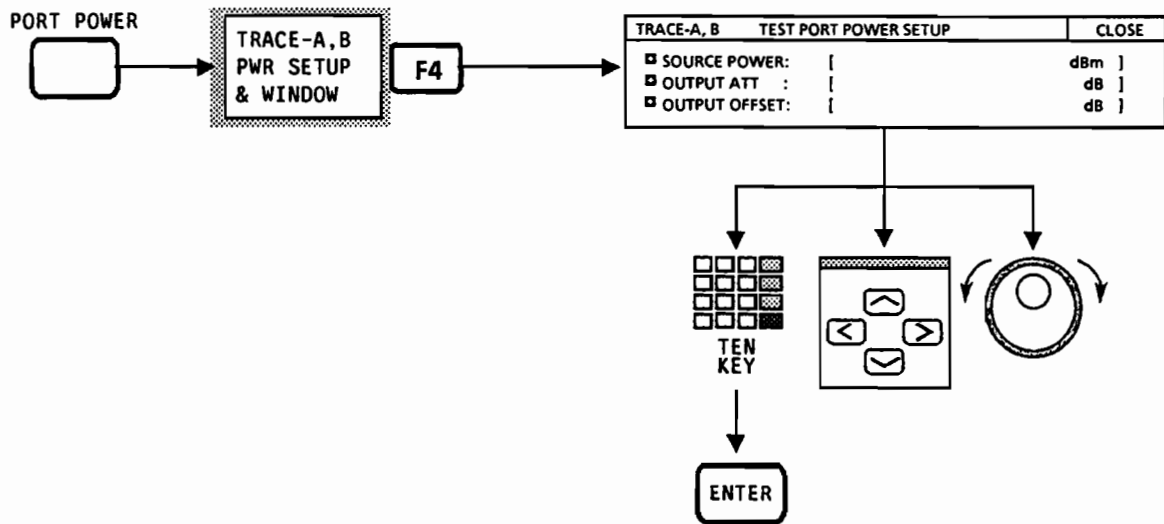 PORT POWER
TRACE-A,B
PWR SETUP
& WINDOW
F4
TRACE-A, B TEST PORT POWER SETUP CLOSE
SOURCE POWER: [ dBm ]
OUTPUT ATT : [ dB ]
OUTPUT OFFSET: [ dB ]
TEN
KEY
ENTER